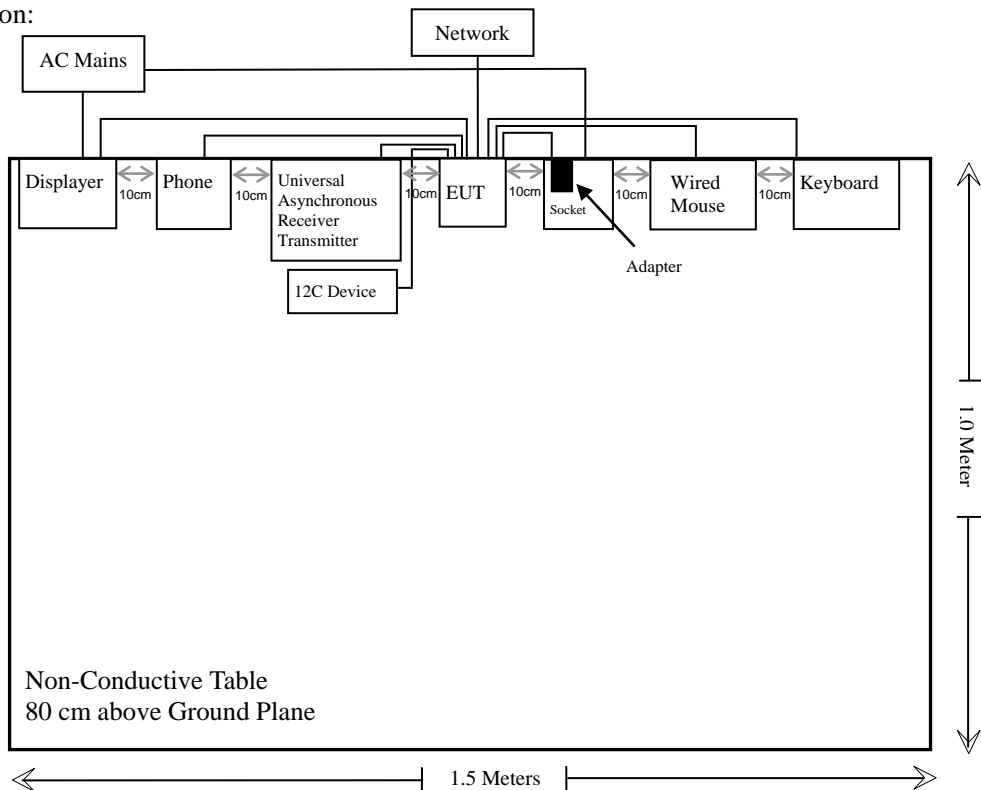 on:
Network
AC Mains
Displayer
10cm
Phone
10cm
Universal
Asynchronous
Receiver
Transmitter
10cm
EUT
10cm
Socket
10cm
Wired
Mouse
10cm
Keyboard
Adapter
12C Device
1.0 Meter
Non-Conductive Table
80 cm above Ground Plane
1.5 Meters